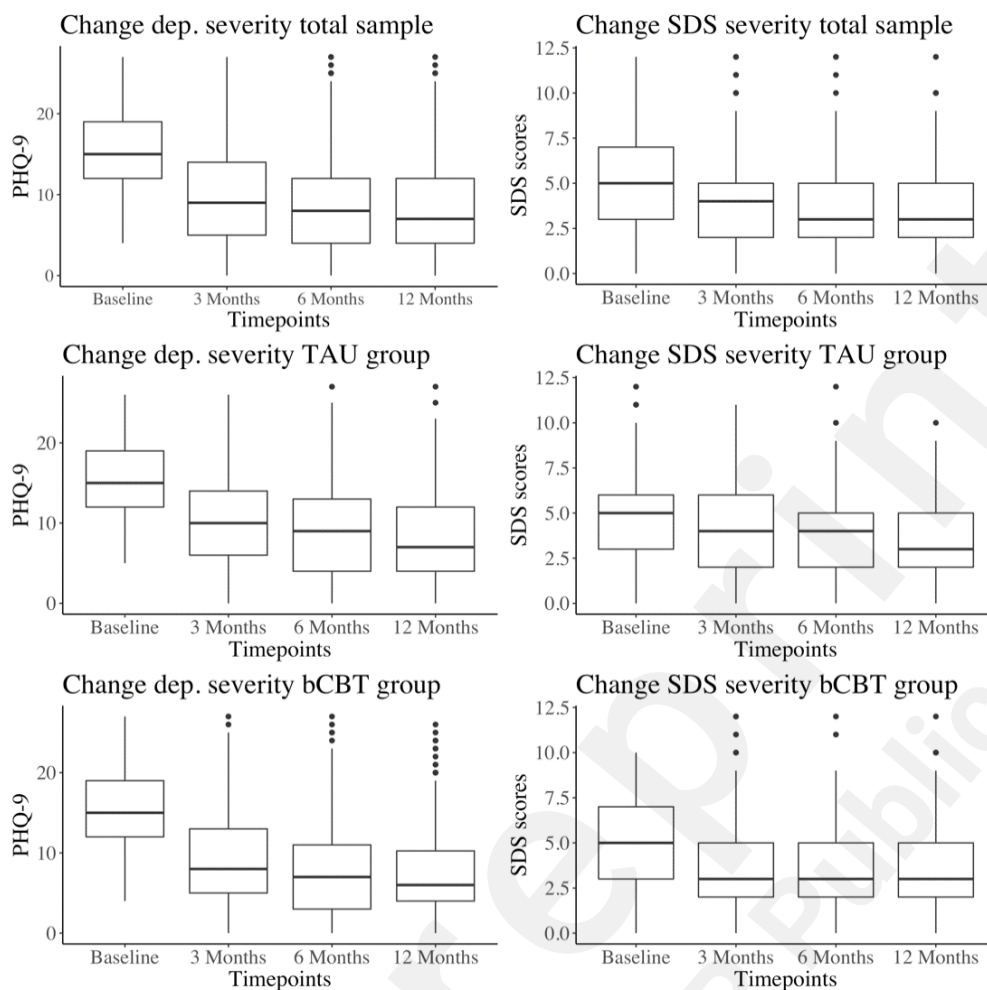 Change dep. severity total sample
PHQ-9
20
10
0
Baseline 3 Months 6 Months 12 Months
Timepoints
Change SDS severity total sample
SDS scores
12.5
10.0
7.5
5.0
2.5
0.0
Baseline 3 Months 6 Months 12 Months
Timepoints
Change dep. severity TAU group
PHQ-9
20
10
0
Baseline 3 Months 6 Months 12 Months
Timepoints
Change SDS severity TAU group
SDS scores
12.5
10.0
7.5
5.0
2.5
0.0
Baseline 3 Months 6 Months 12 Months
Timepoints
Change dep. severity bCBT group
PHQ-9
20
10
0
Baseline 3 Months 6 Months 12 Months
Timepoints
Change SDS severity bCBT group
SDS scores
12.5
10.0
7.5
5.0
2.5
0.0
Baseline 3 Months 6 Months 12 Months
Timepoints
reprint
Public